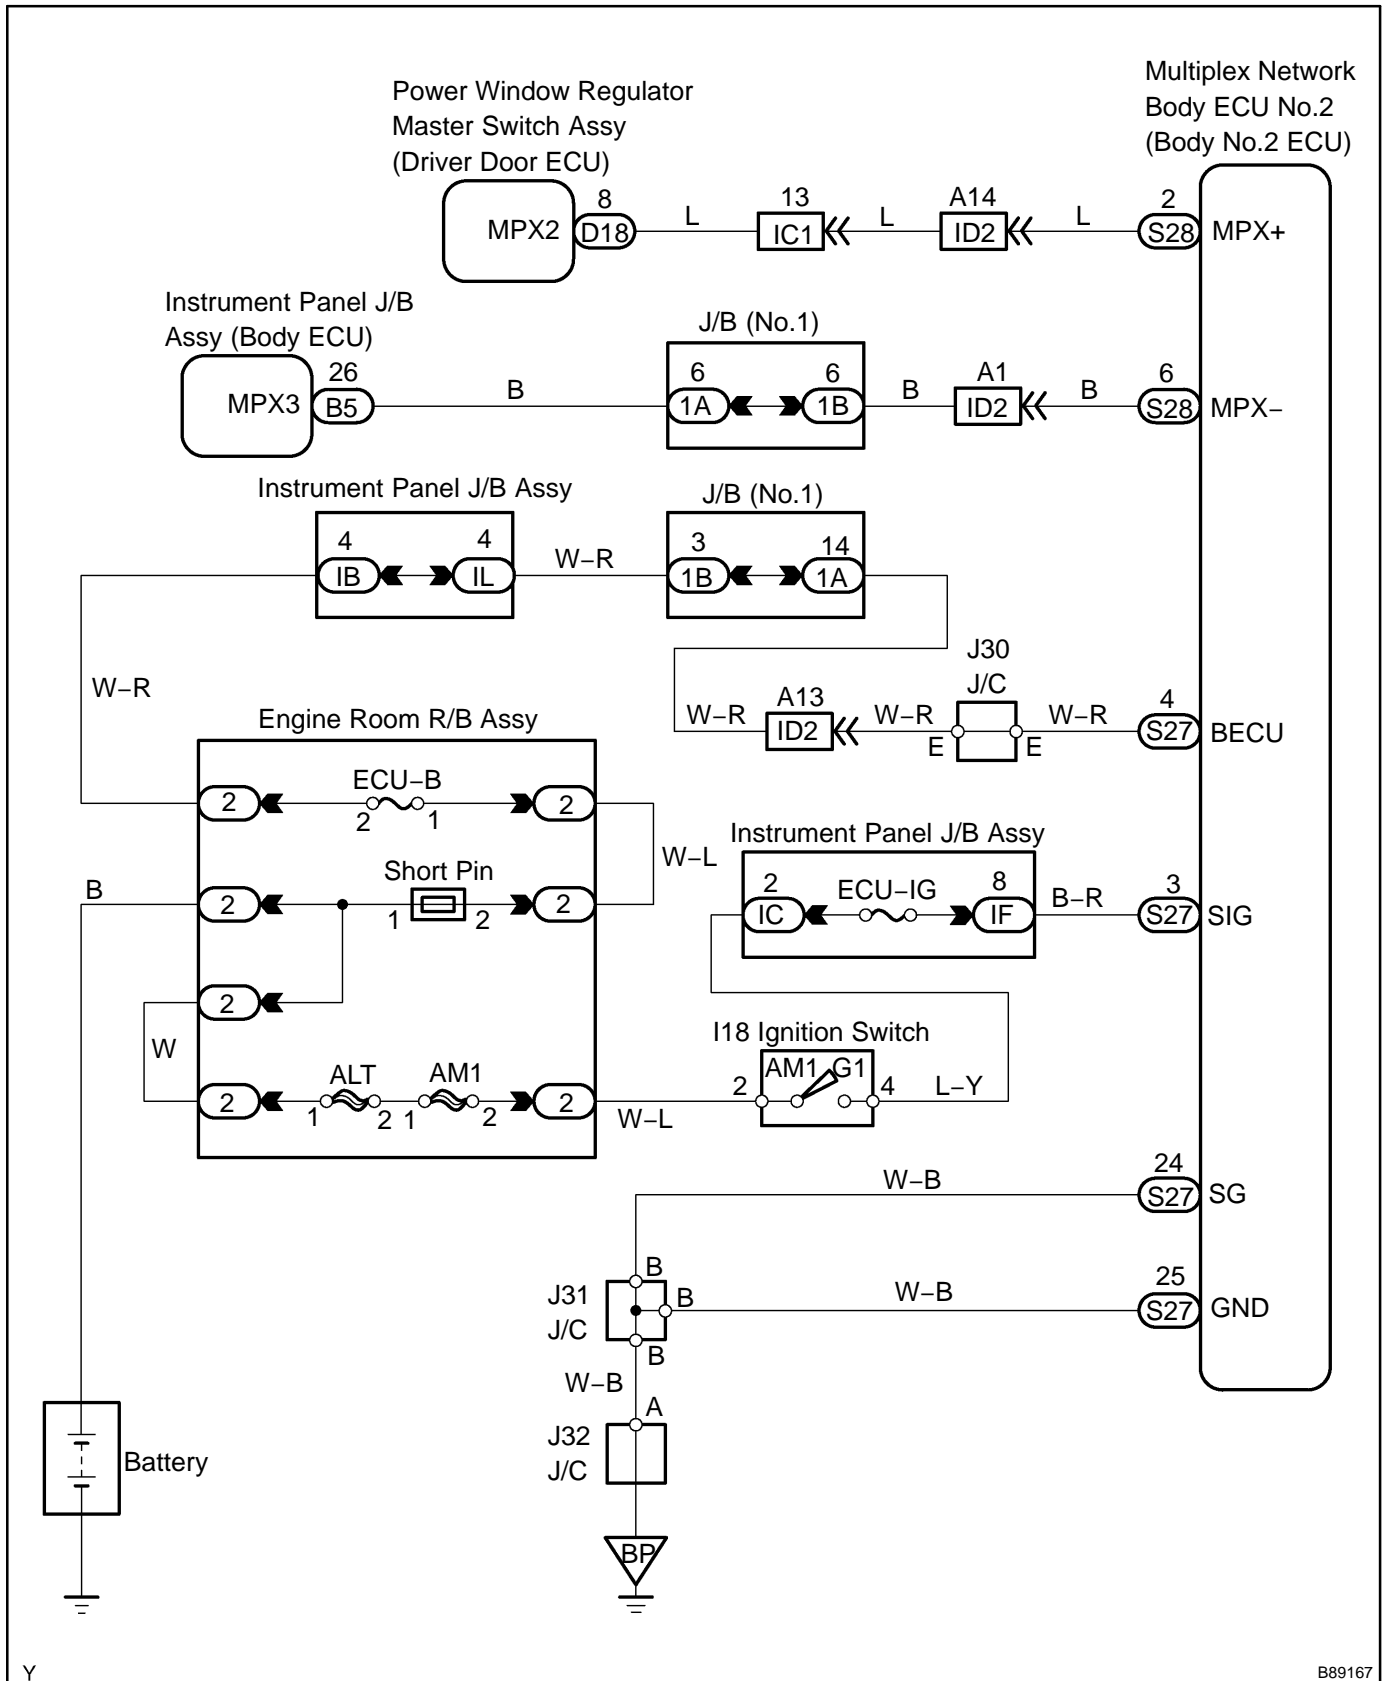 Multiplex Network
Body ECU No.2
(Body No.2 ECU)
Power Window Regulator
Master Switch Assy
(Driver Door ECU)
MPX2
8
D18
L
13
IC1
L
A14
ID2
L
2
S28
MPX+
Instrument Panel J/B
Assy (Body ECU)
MPX3
26
B5
B
J/B (No.1)
6
1A
6
1B
B
A1
ID2
B
6
S28
MPX−
Instrument Panel J/B Assy
4
IB
4
IL
W−R
J/B (No.1)
3
1B
14
1A
W−R
W−R
A13
ID2
W−R
J30
J/C
E
E
W−R
4
S27
BECU
Engine Room R/B Assy
2
ECU−B
2
1
2
W−L
B
2
Short Pin
1
2
2
2
W
2
ALT
1
2
AM1
1
2
2
W−L
Instrument Panel J/B Assy
2
IC
ECU−IG
8
IF
B−R
3
S27
SIG
I18 Ignition Switch
2
AM1
G1
4
L−Y
W−B
24
S27
SG
J31
J/C
B
B
B
W−B
25
S27
GND
W−B
J32
J/C
A
BP
Battery
Y
B89167